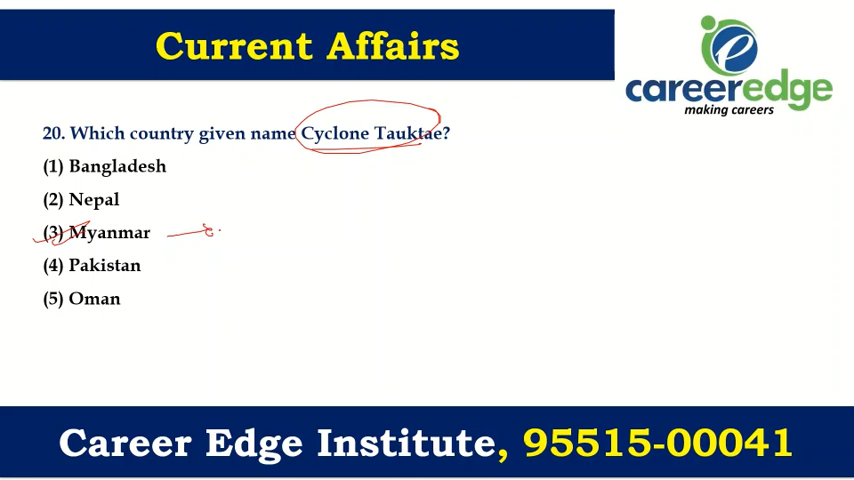 Current Affairs
careeredge
making careers
20. Which country given name Cyclone Tauktae?
(1) Bangladesh
(2) Nepal
(3) Myanmar
(4) Pakistan
(5) Oman
Career Edge Institute, 95515-00041